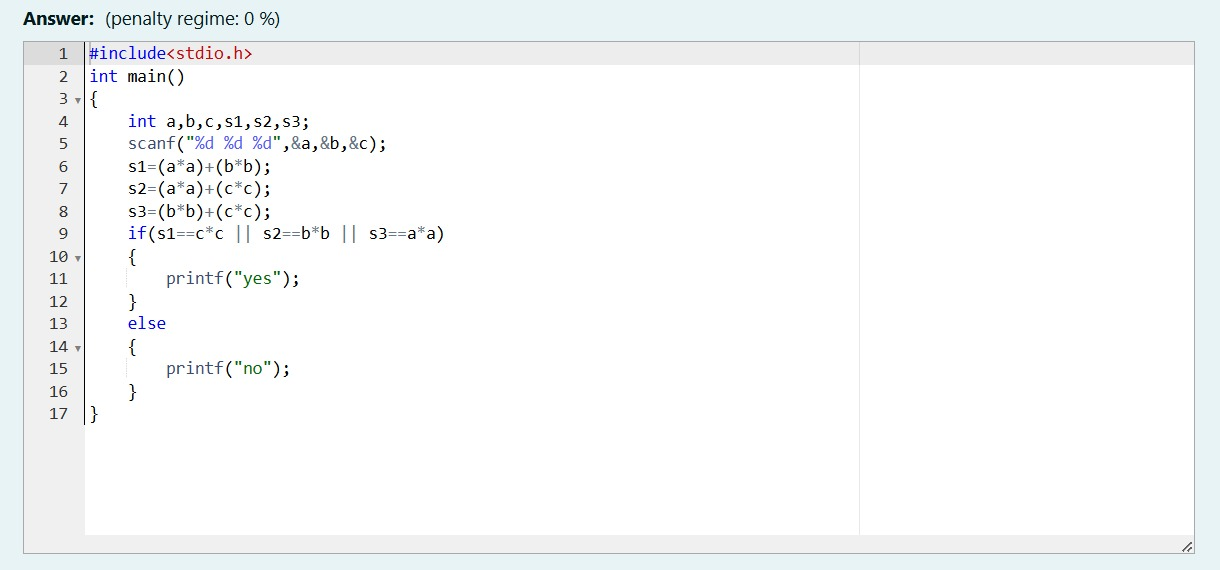 Answer: (penalty regime: 0 %)
1 #include<stdio.h>
2 int main()
3 {
4     int a,b,c,s1,s2,s3;
5     scanf("%d %d %d",&a,&b,&c);
6     s1=(a*a)+(b*b);
7     s2=(a*a)+(c*c);
8     s3=(b*b)+(c*c);
9     if(s1==c*c || s2==b*b || s3==a*a)
10     {
11         printf("yes");
12     }
13     else
14     {
15         printf("no");
16     }
17 }